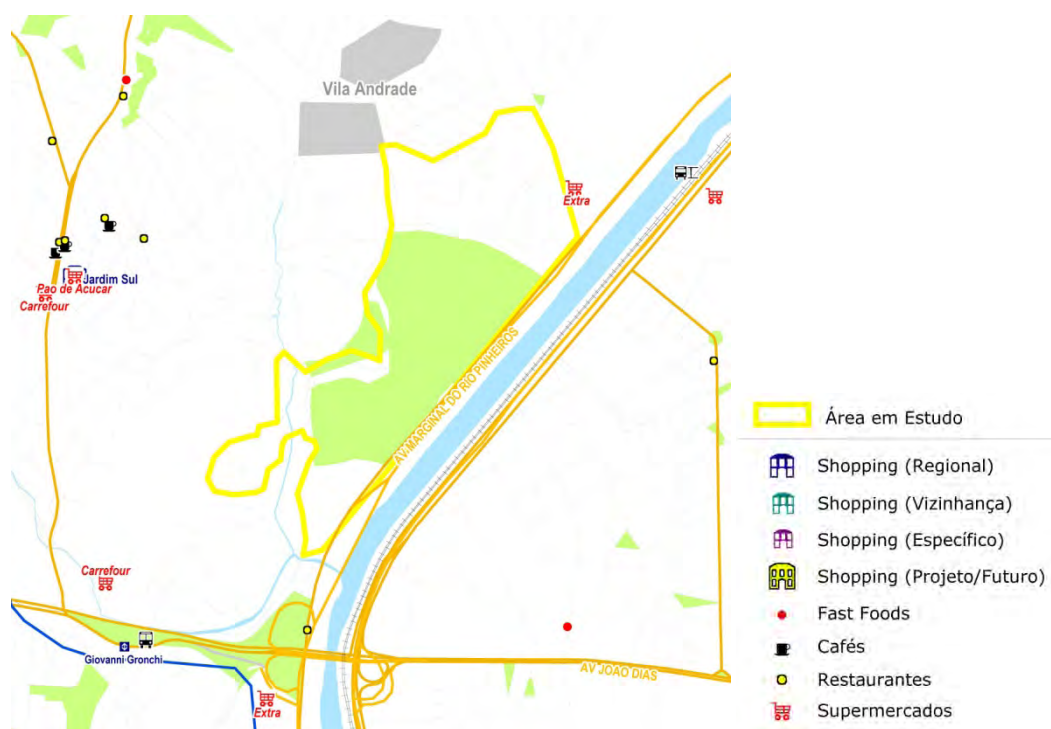 Vila Andrade
Extra
Jardim Sul
Pao de Acucar
Carrefour
AV MARGINAL DO RIO PINHEIROS
Carrefour
Giovanni Gronchi
Extra
AV JOAO DIAS
Área em Estudo
Shopping (Regional)
Shopping (Vizinhança)
Shopping (Específico)
Shopping (Projeto/Futuro)
Fast Foods
Cafés
Restaurantes
Supermercados